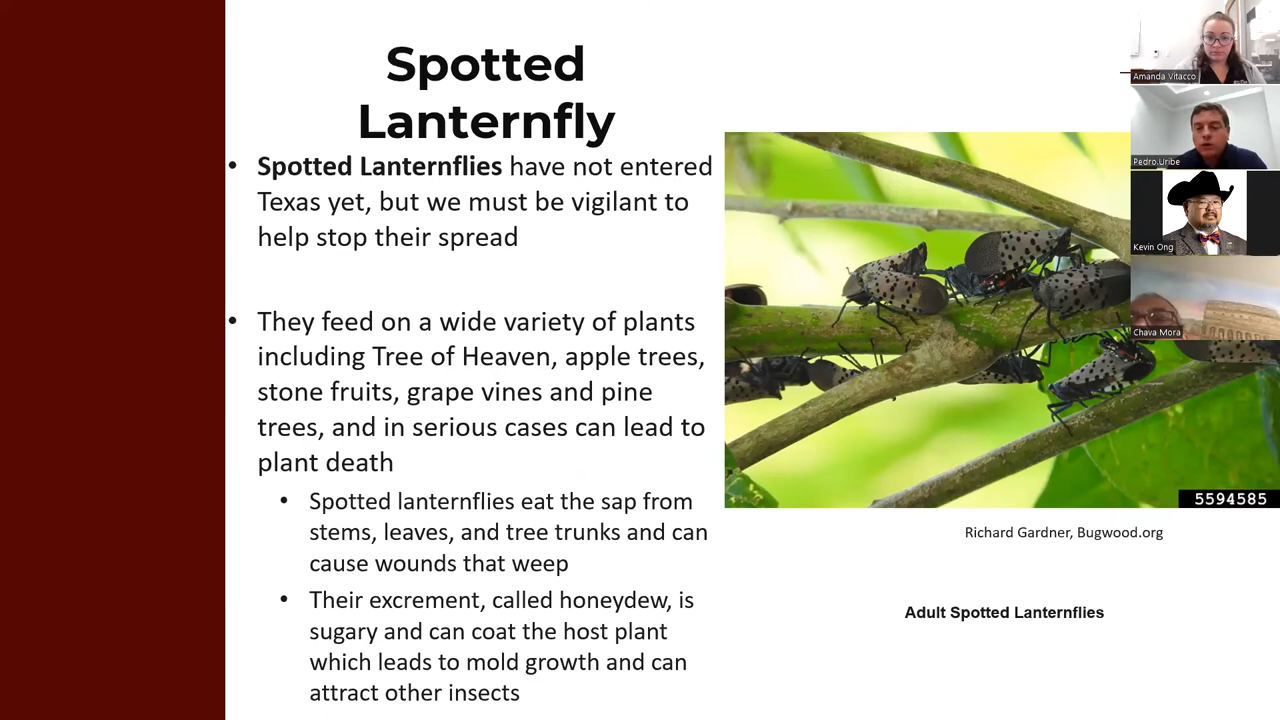 Spotted
Lanternfly
• Spotted Lanternflies have not entered
Texas yet, but we must be vigilant to
help stop their spread
• They feed on a wide variety of plants
including Tree of Heaven, apple trees,
stone fruits, grape vines and pine
trees, and in serious cases can lead to
plant death
• Spotted lanternflies eat the sap from
stems, leaves, and tree trunks and can
cause wounds that weep
• Their excrement, called honeydew, is
sugary and can coat the host plant
which leads to mold growth and can
attract other insects
5594585
Richard Gardner, Bugwood.org
Adult Spotted Lanternflies
Amanda Vitacco
Pedro.Uribe
Kevin Ong
Chava Mora